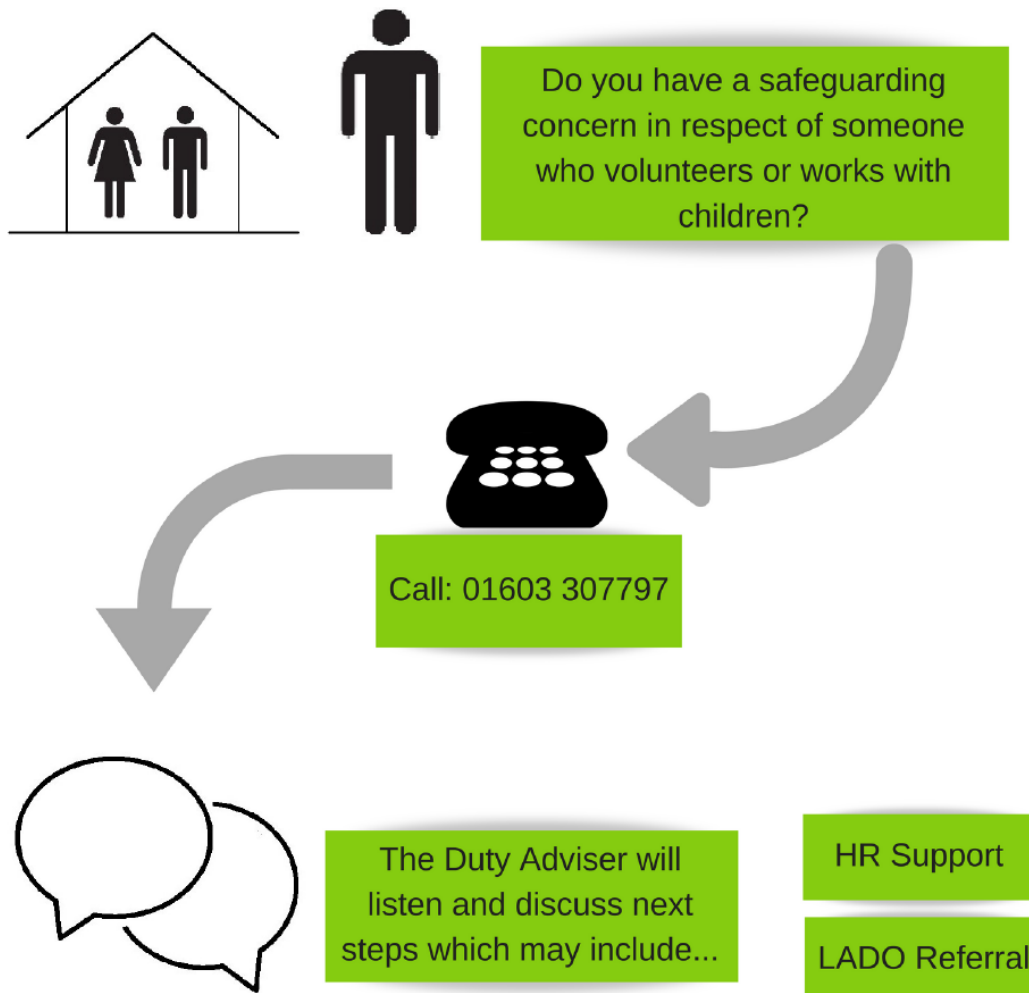 Do you have a safeguarding
concern in respect of someone
who volunteers or works with
children?
Call: 01603 307797
The Duty Adviser will
listen and discuss next
steps which may include...
HR Support
LADO Referral